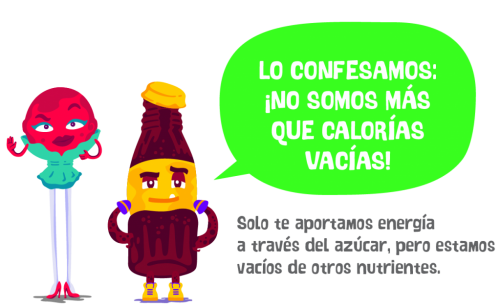 LO CONFESAMOS:
¡NO SOMOS MÁS
QUE CALORÍAS
VACÍAS!
Solo te aportamos energía
a través del azúcar, pero estamos
vacíos de otros nutrientes.